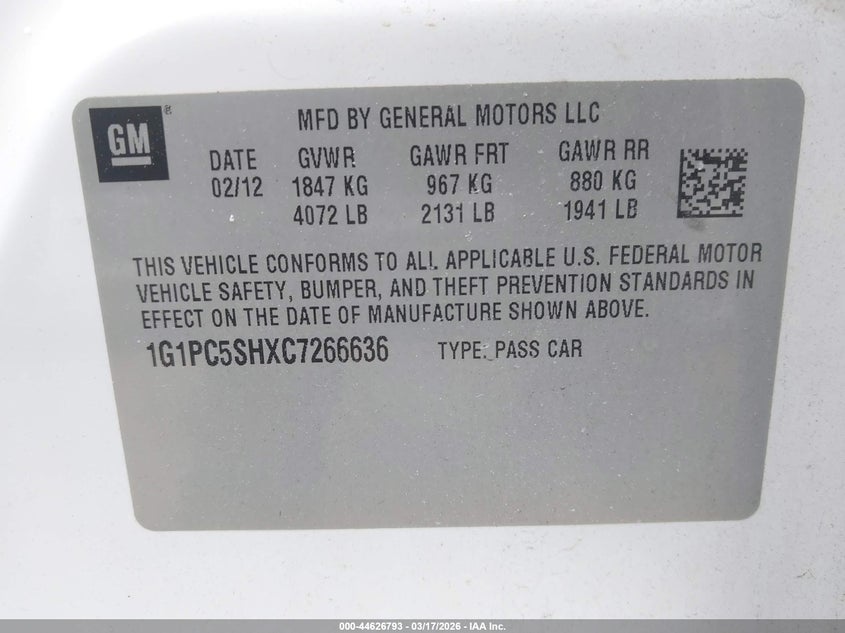 GM®
MFD BY GENERAL MOTORS LLC
DATE GVWR GAWR FRT GAWR RR
02/12 1847 KG 967 KG 880 KG
4072 LB 2131 LB 1941 LB
THIS VEHICLE CONFORMS TO ALL APPLICABLE U.S. FEDERAL MOTOR
VEHICLE SAFETY, BUMPER, AND THEFT PREVENTION STANDARDS IN
EFFECT ON THE DATE OF MANUFACTURE SHOWN ABOVE.
1G1PC5SHXC7266636 TYPE: PASS CAR
000-44626793 - 03/17/2026 - IAA Inc.